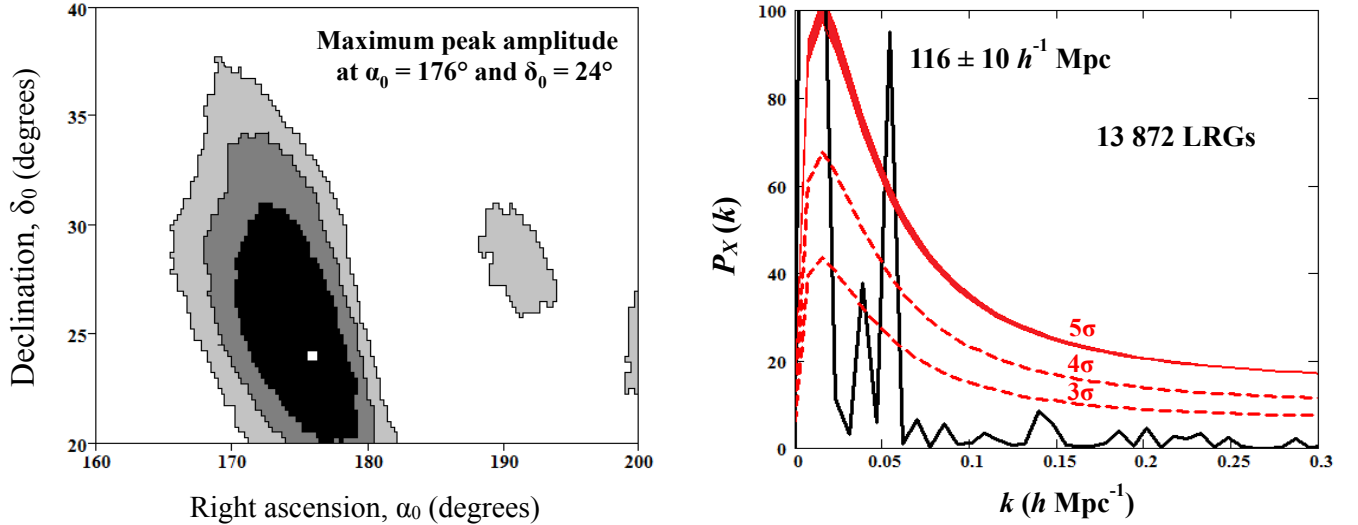 Maximum peak amplitude
at α₀ = 176° and δ₀ = 24°
Declination, δ₀ (degrees)
40
35
30
25
20
160
170
180
190
200
Right ascension, α₀ (degrees)
116 ± 10 h⁻¹ Mpc
13 872 LRGs
P_X (k)
100
80
60
40
20
0
5σ
4σ
3σ
0
0.05
0.1
0.15
0.2
0.25
0.3
k (h Mpc⁻¹)